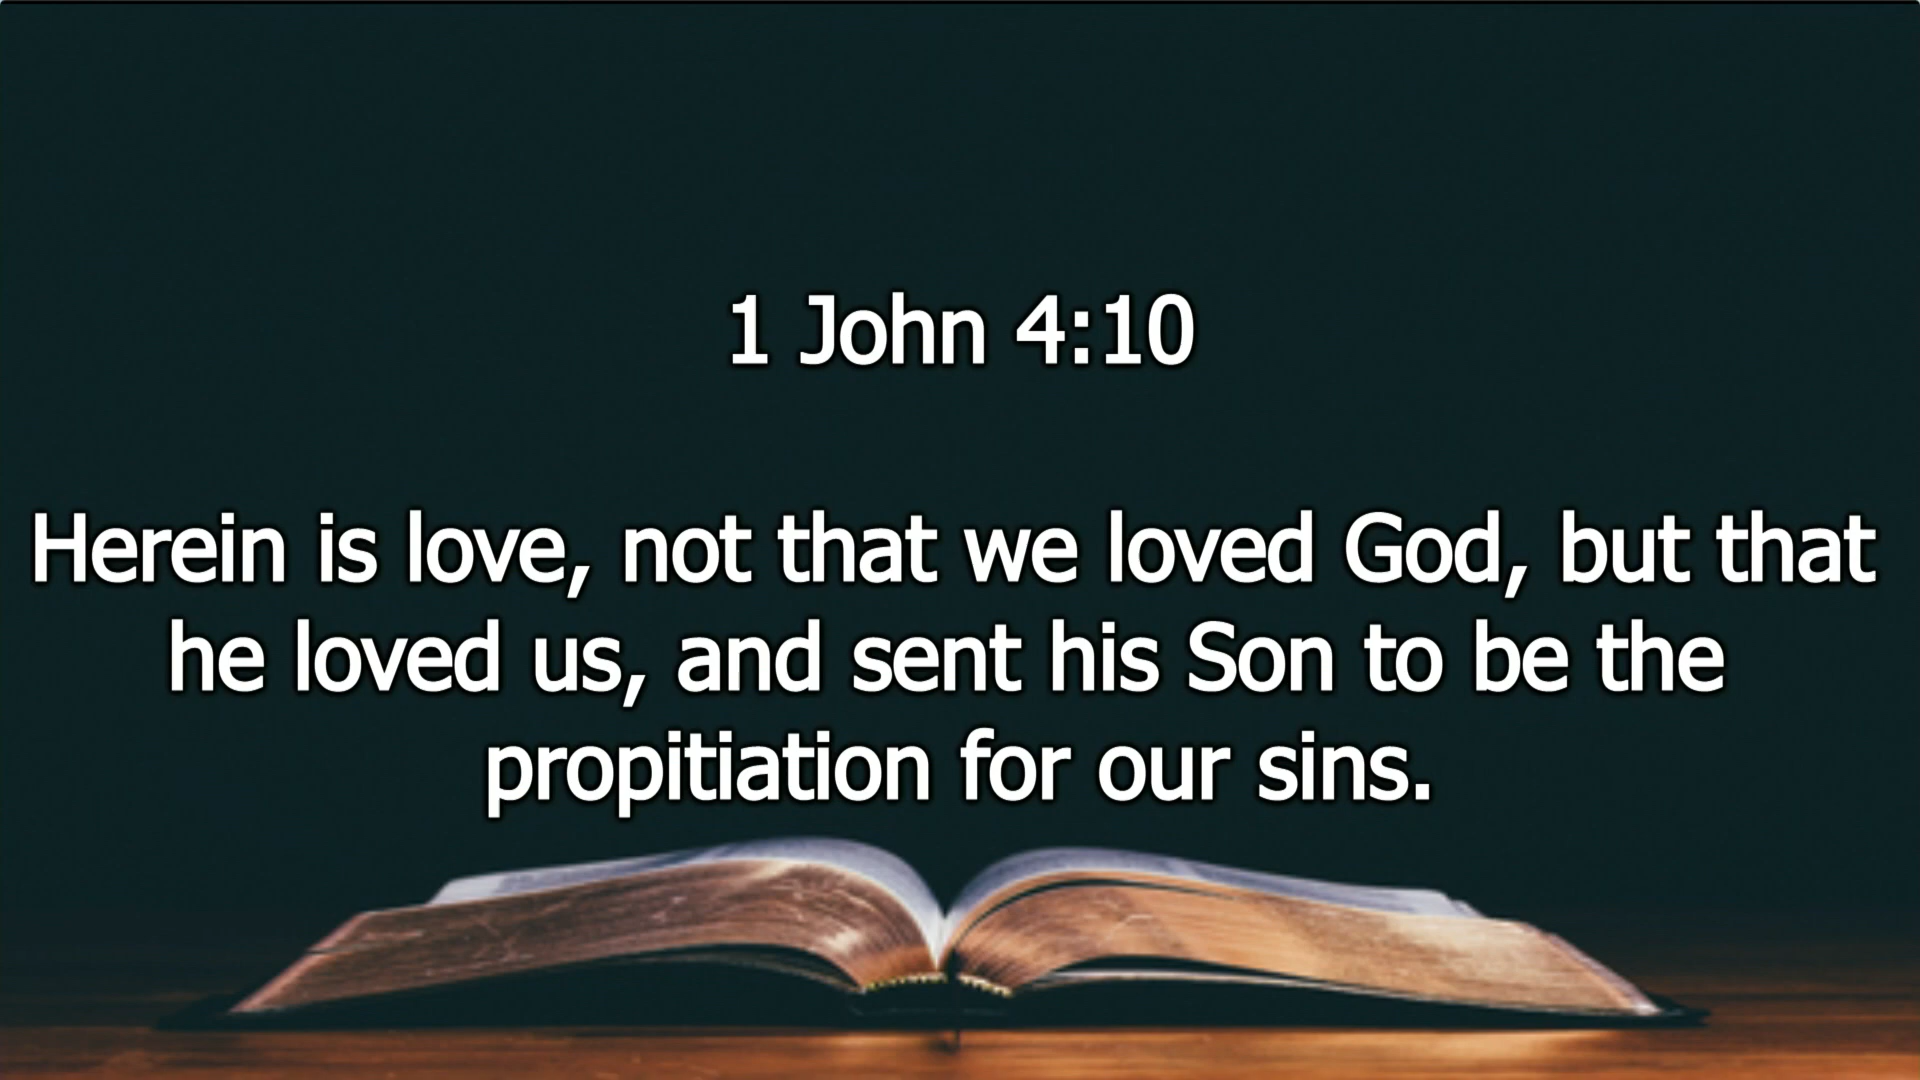 1 John 4:10
Herein is love, not that we loved God, but that
he loved us, and sent his Son to be the
propitiation for our sins.